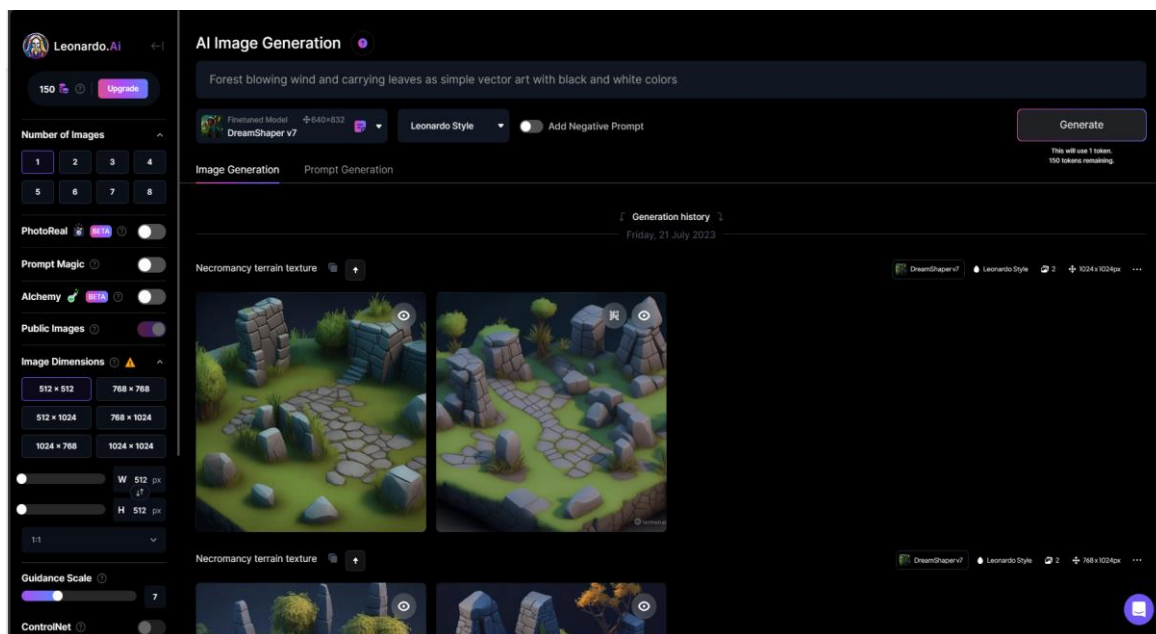 Leonardo.Ai
150
Upgrade
Number of Images
1 2 3 4
5 6 7 8
PhotoReal BETA
Prompt Magic
Alchemy BETA
Public Images
Image Dimensions
512 × 512 768 × 768
512 × 1024 768 × 1024
1024 × 768 1024 × 1024
W 512 px
H 512 px
1:1
Guidance Scale
7
ControlNet
AI Image Generation
Forest blowing wind and carrying leaves as simple vector art with black and white colors
Finetuned Model 640×832
DreamShaper v7
Leonardo Style
Add Negative Prompt
Generate
This will use 1 token.
150 tokens remaining.
Image Generation Prompt Generation
Generation history
Friday, 21 July 2023
Necromancy terrain texture
DreamShaper v7 Leonardo Style 2 1024 x 1024px
Necromancy terrain texture
DreamShaper v7 Leonardo Style 2 768 x 1024px